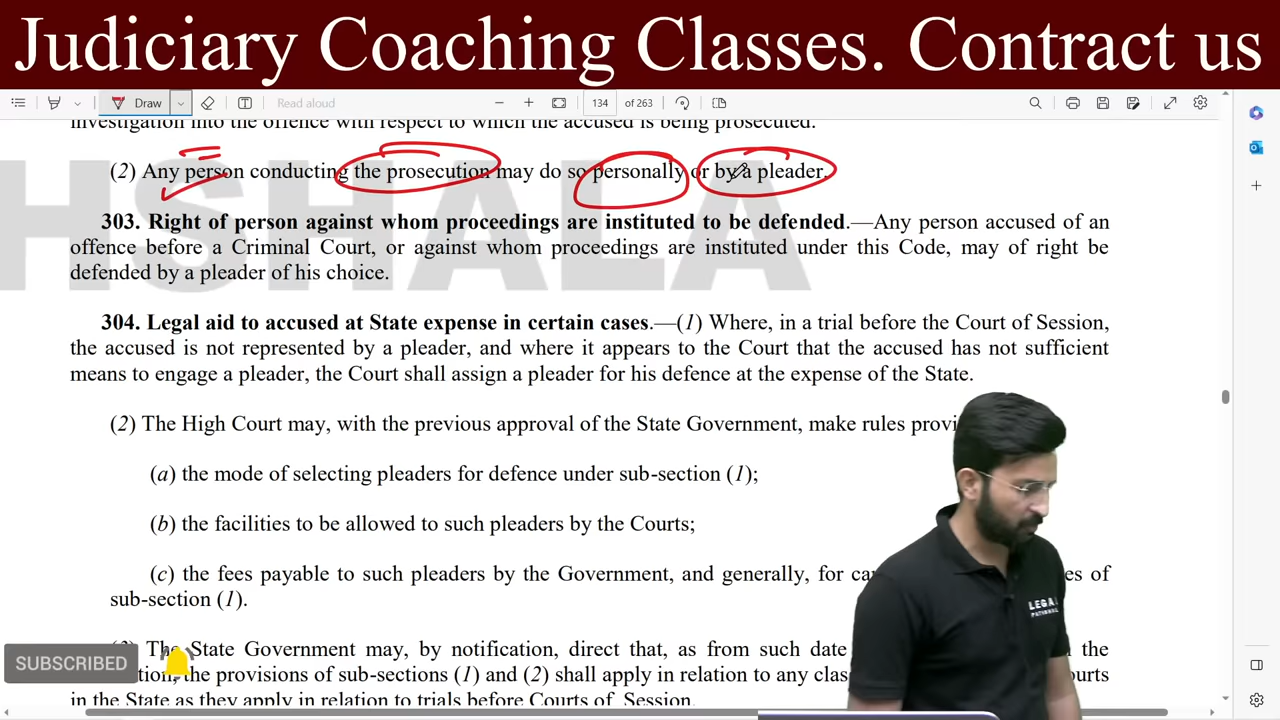 Judiciary Coaching Classes. Contract us
Draw
Read aloud
134 of 263
investigation into the offence with respect to which the accused is being prosecuted.
(2) Any person conducting the prosecution may do so personally or by a pleader.
HSHALA
303. Right of person against whom proceedings are instituted to be defended.—Any person accused of an
offence before a Criminal Court, or against whom proceedings are instituted under this Code, may of right be
defended by a pleader of his choice.
304. Legal aid to accused at State expense in certain cases.—(1) Where, in a trial before the Court of Session,
the accused is not represented by a pleader, and where it appears to the Court that the accused has not sufficient
means to engage a pleader, the Court shall assign a pleader for his defence at the expense of the State.
(2) The High Court may, with the previous approval of the State Government, make rules
(a) the mode of selecting pleaders for defence under sub-section (1);
(b) the facilities to be allowed to such pleaders by the Courts;
(c) the fees payable to such pleaders by the Government, and generally, for of
sub-section (1).
LEGAL
The State Government may, by notification, direct that, as from such date the
SUBSCRIBED
the provisions of sub-sections (1) and (2) shall apply in relation to any
in the State as they apply in relation to trials before Courts of Session.